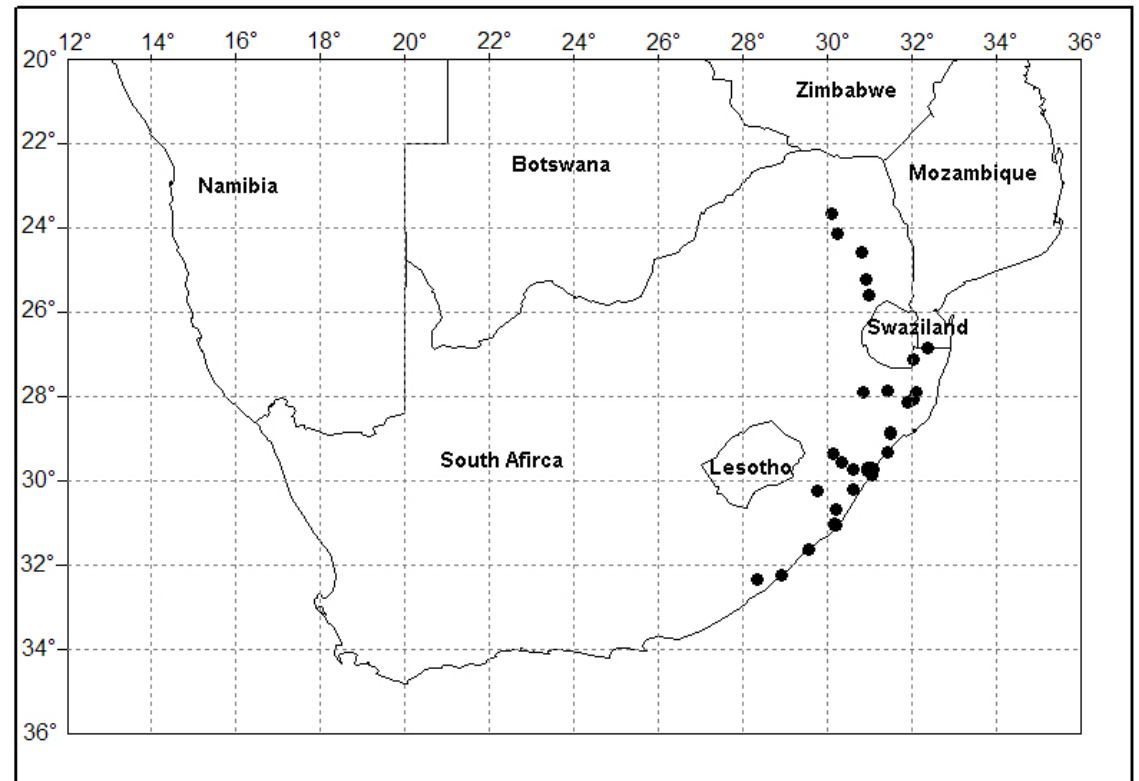 12° 14° 16° 18° 20° 22° 24° 26° 28° 30° 32° 34° 36°
20°
Zimbabwe
22°
Botswana
Mozambique
Namibia
24°
26°
Swaziland
28°
South Afirca
Lesotho
30°
32°
34°
36°